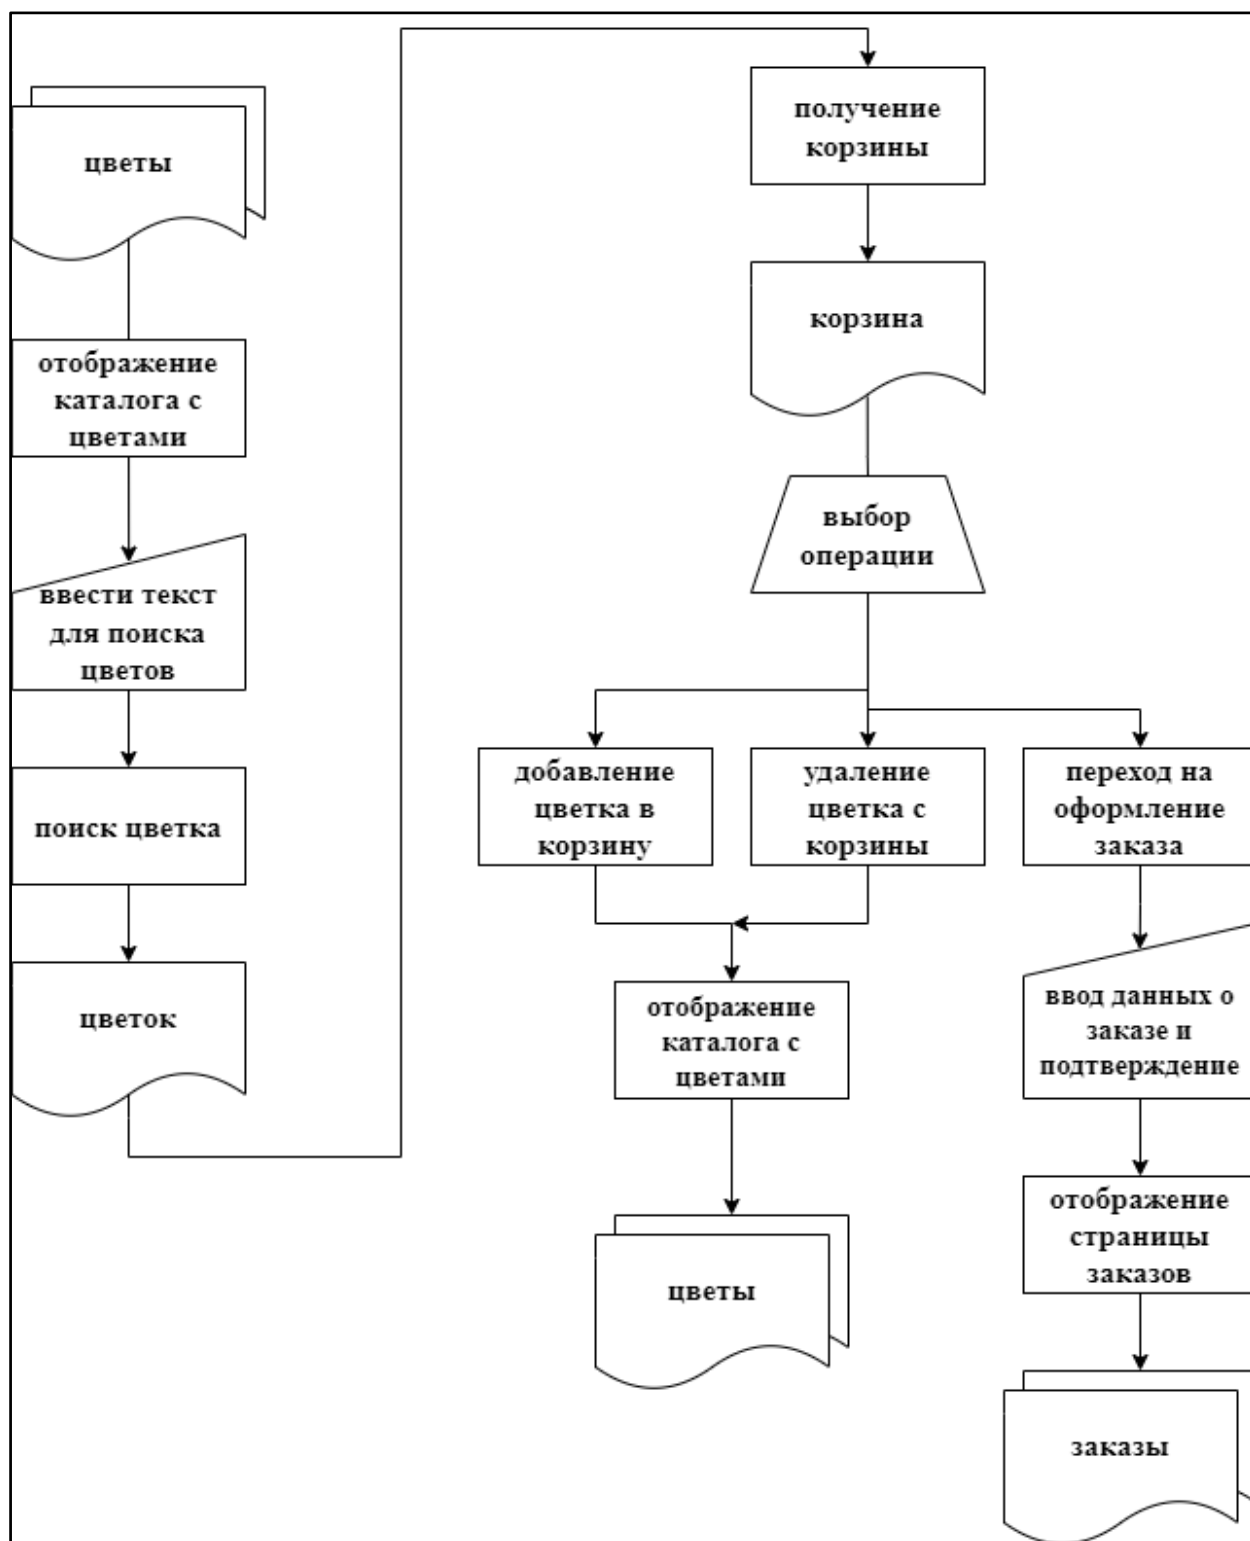 цветы
отображение
каталога с
цветами
ввести текст
для поиска
цветов
поиск цветка
цветок
получение
корзины
корзина
выбор
операции
добавление
цветка в
корзину
удаление
цветка с
корзины
переход на
оформление
заказа
отображение
каталога с
цветами
цветы
ввод данных о
заказе и
подтверждение
отображение
страницы
заказов
заказы